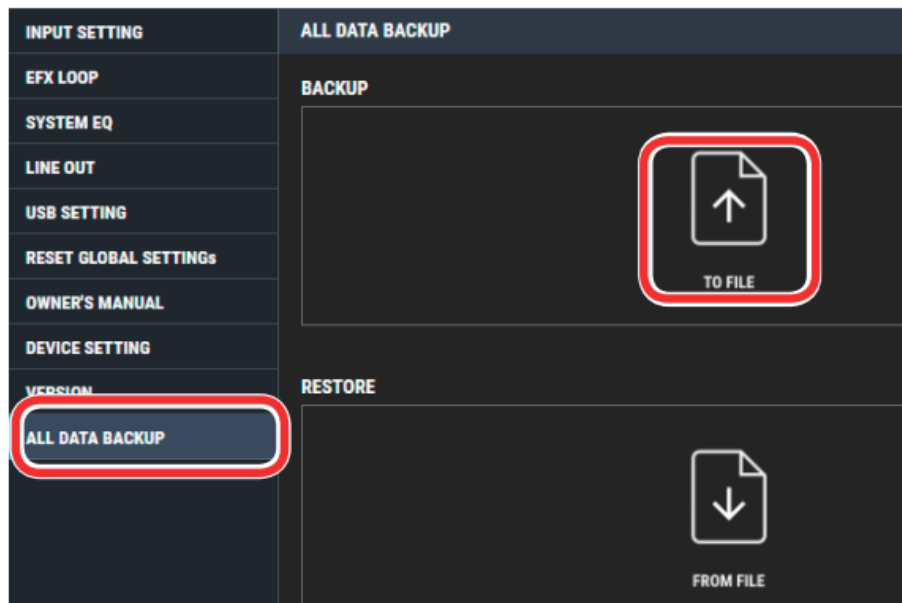 INPUT SETTING
EFX LOOP
SYSTEM EQ
LINE OUT
USB SETTING
RESET GLOBAL SETTINGs
OWNER'S MANUAL
DEVICE SETTING
VERSION
ALL DATA BACKUP
ALL DATA BACKUP
BACKUP
TO FILE
RESTORE
FROM FILE